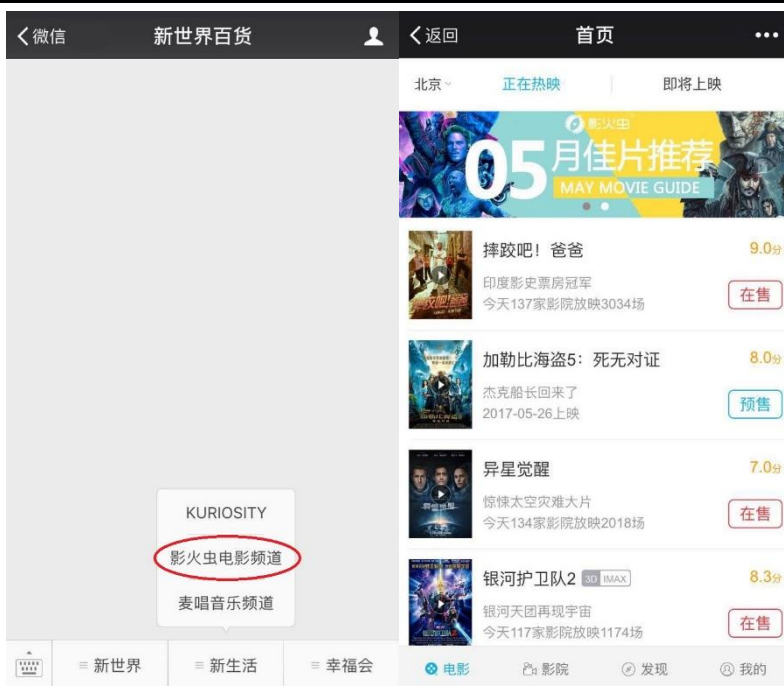 微信
新世界百货
KURIOSITY
影火虫电影频道
麦唱音乐频道
新世界
新生活
幸福会
返回
首页
北京
正在热映
即将上映
影火虫
05月佳片推荐
MAY MOVIE GUIDE
摔跤吧！爸爸
9.0分
印度影史票房冠军
今天137家影院放映3034场
在售
加勒比海盗5：死无对证
8.0分
杰克船长回来了
2017-05-26上映
预售
异星觉醒
7.0分
惊悚太空灾难大片
今天134家影院放映2018场
在售
银河护卫队2 3D IMAX
8.3分
银河天团再现宇宙
今天117家影院放映1174场
在售
电影
影院
发现
我的